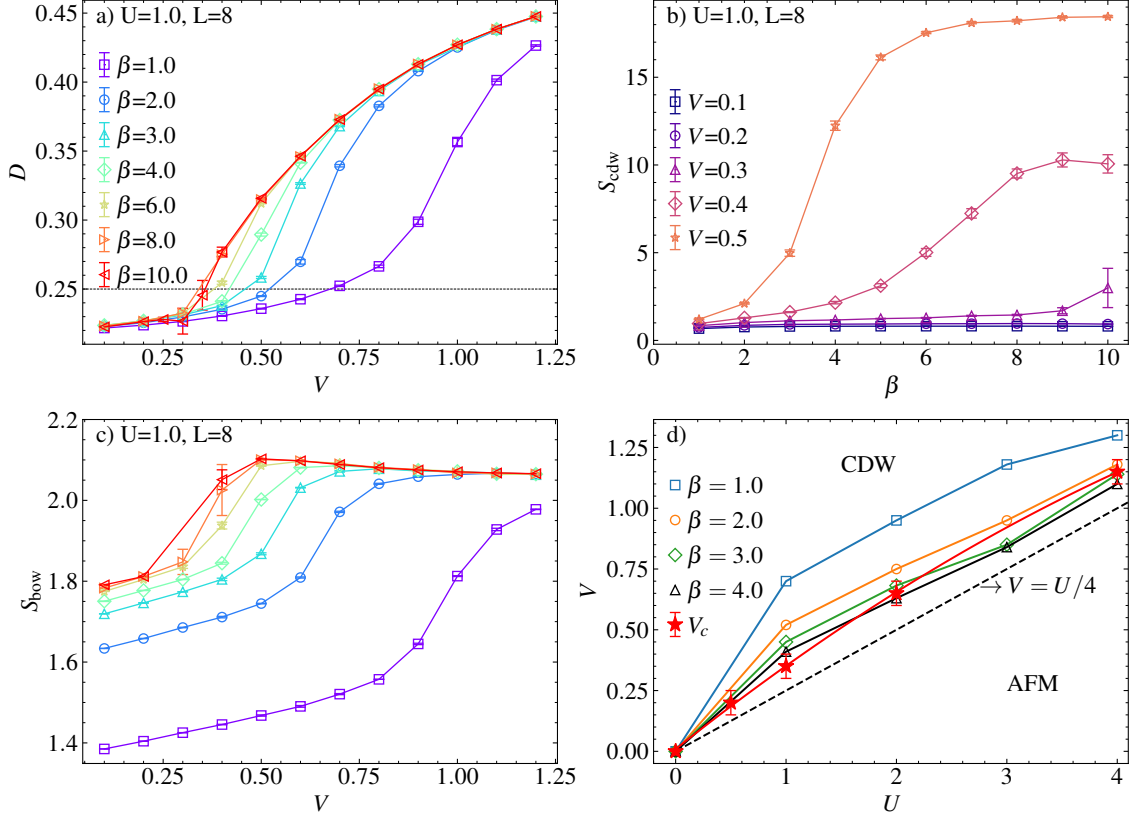 a) U=1.0, L=8
β=1.0
β=2.0
β=3.0
β=4.0
β=6.0
β=8.0
β=10.0
0.45
0.40
0.35
0.30
0.25
D
0.25 0.50 0.75 1.00 1.25
V
b) U=1.0, L=8
V=0.1
V=0.2
V=0.3
V=0.4
V=0.5
15
10
5
0
S_cdw
0 2 4 6 8 10
β
c) U=1.0, L=8
2.2
2.0
1.8
1.6
1.4
S_bow
0.25 0.50 0.75 1.00 1.25
V
d)
CDW
β = 1.0
β = 2.0
β = 3.0
β = 4.0
V_c
→ V = U/4
AFM
1.25
1.00
0.75
0.50
0.25
0.00
V
0 1 2 3 4
U